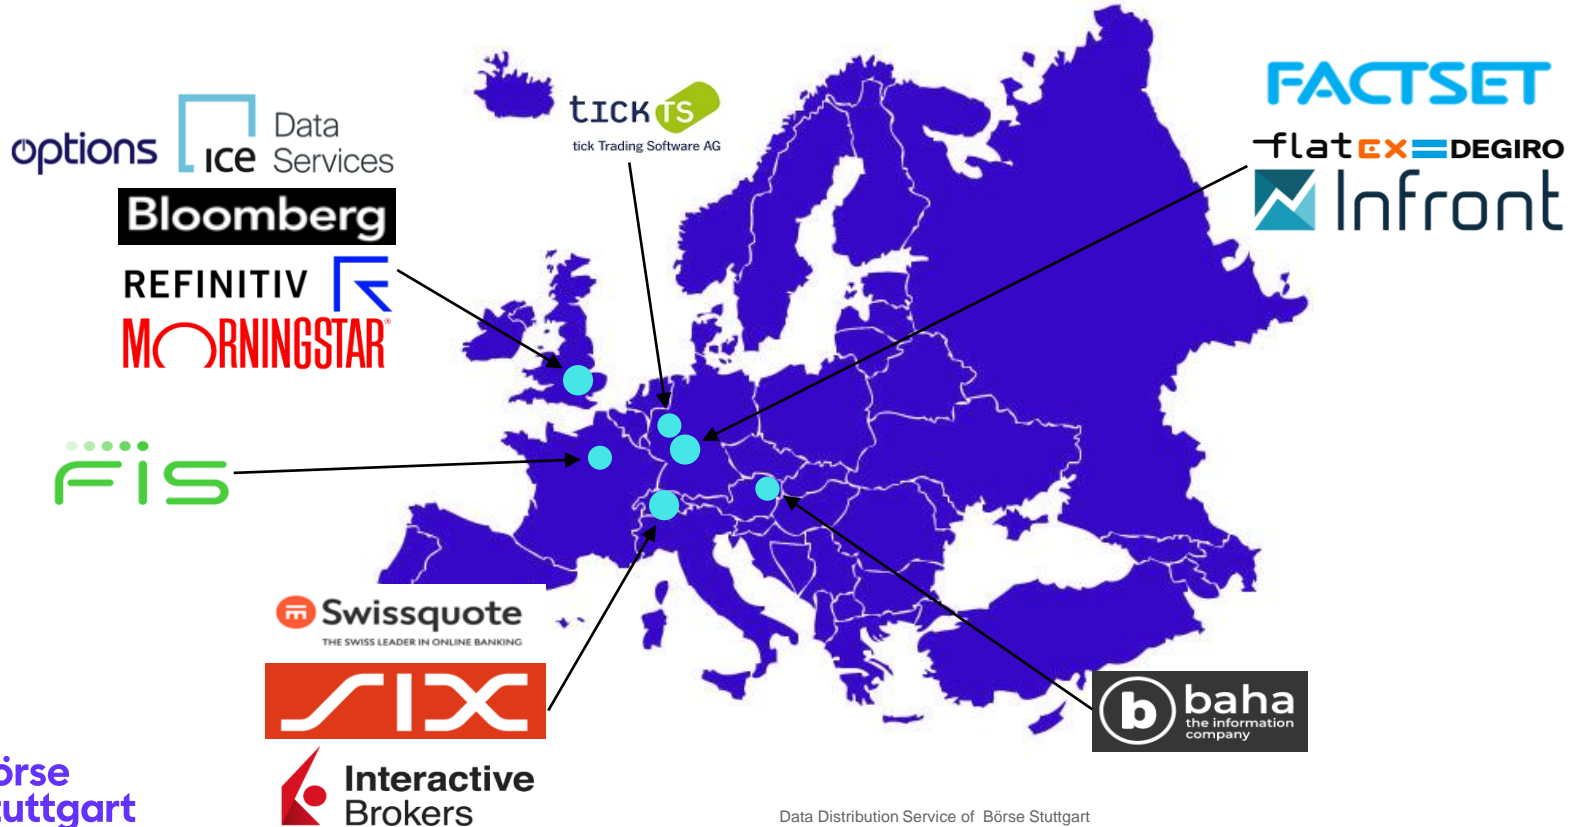 options
ICE Data Services
Bloomberg
REFINITIV
MORNINGSTAR®
FIS
tick TS
tick Trading Software AG
FACTSET
flatEX=DEGIRO
Infront
Swissquote
THE SWISS LEADER IN ONLINE BANKING
SIX
Interactive
Brokers
b baha
the information
company
örse
tuttgart
Data Distribution Service of Börse Stuttgart